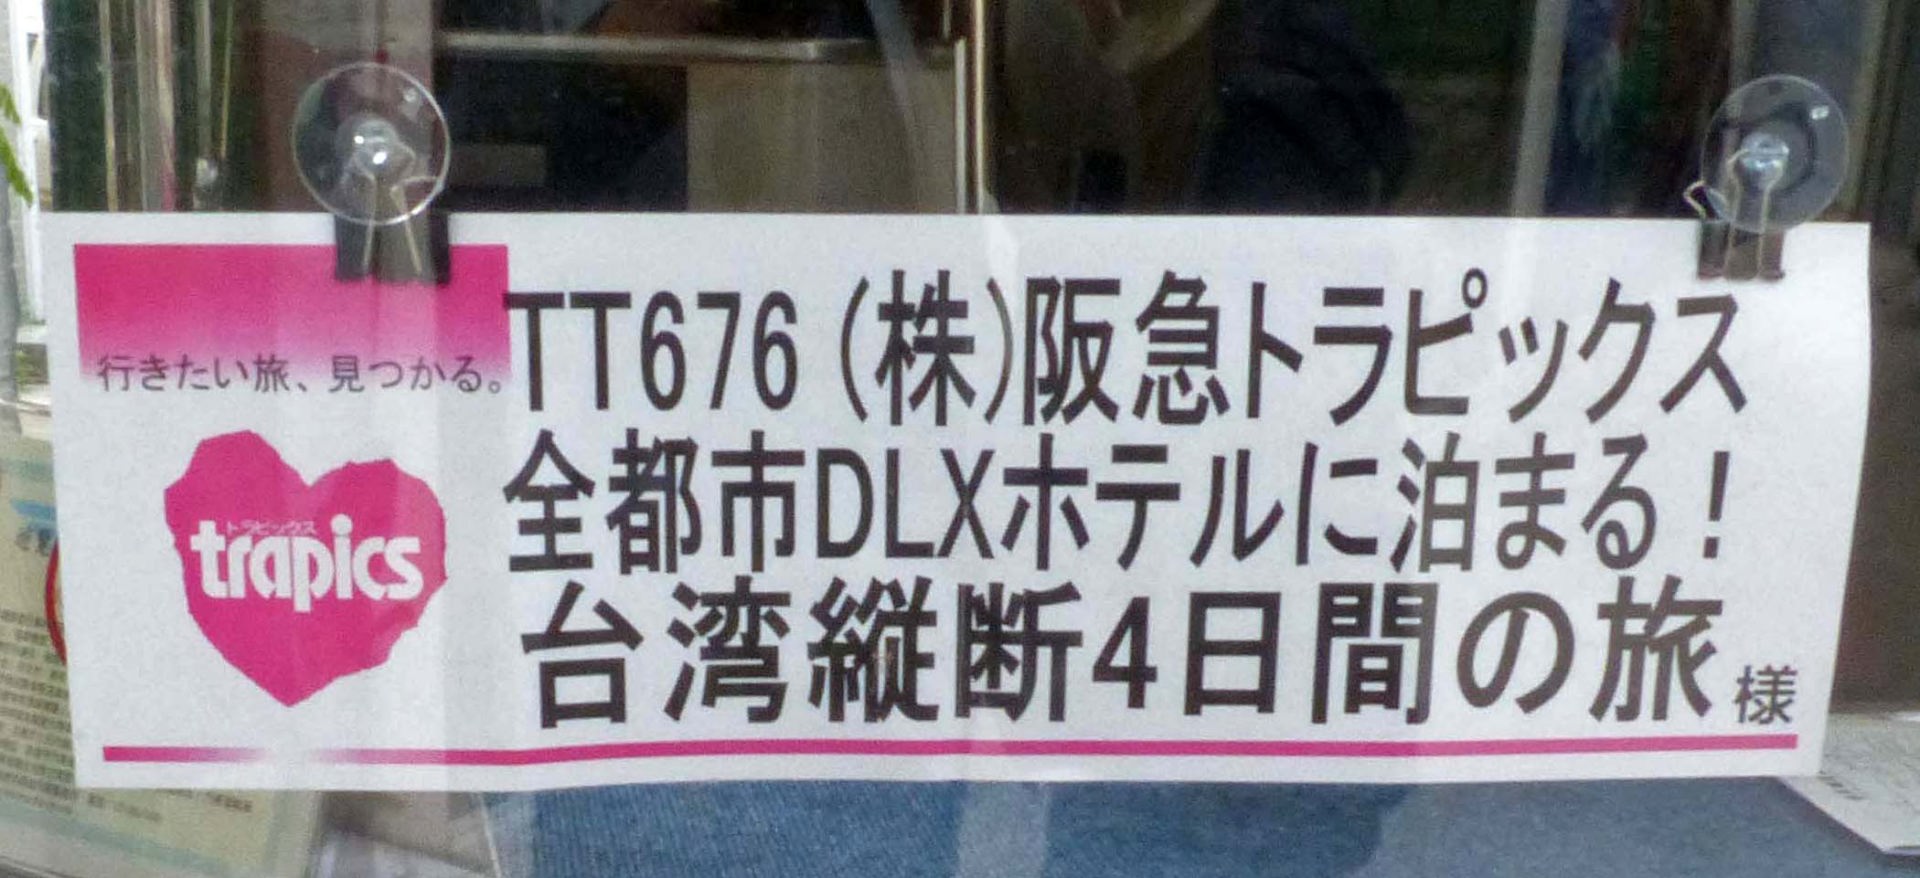 行きたい旅、見つかる。
トラピックス
trapics
TT676(株)阪急トラピックス
全都市DLXホテルに泊まる!
台湾縦断4日間の旅 様